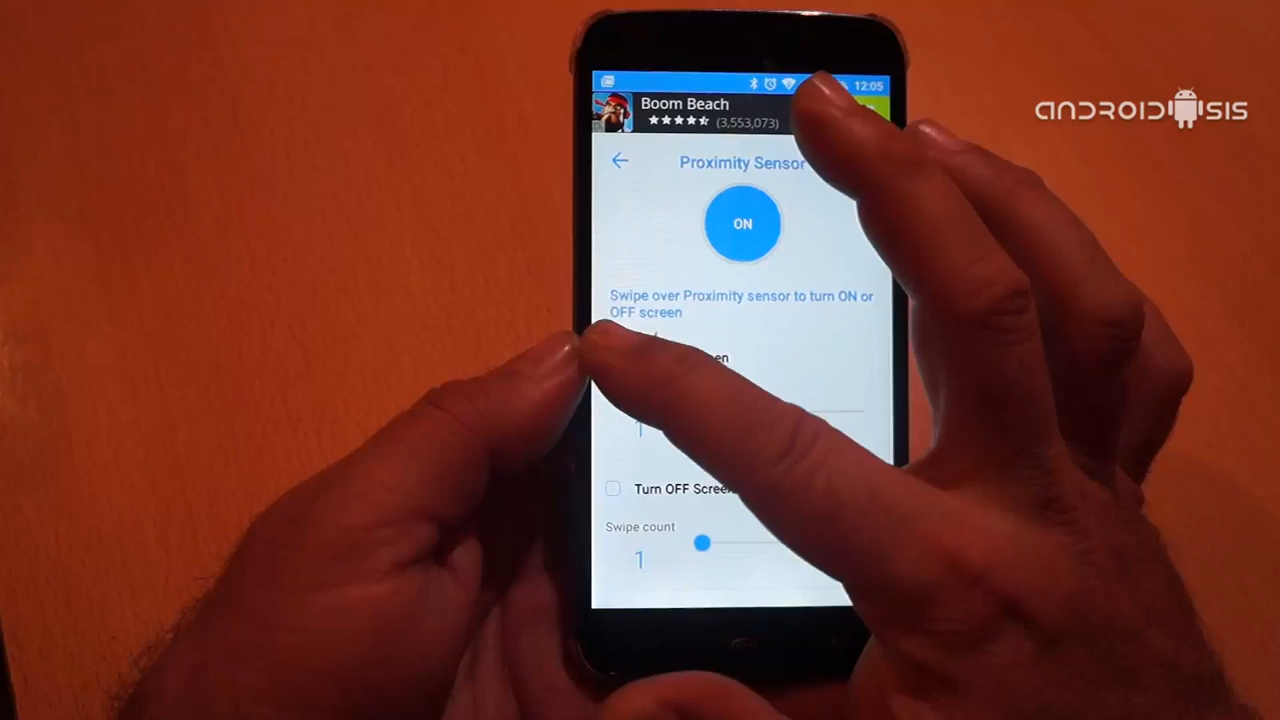 12:05
Boom Beach
(3,553,073)
ANDROIDSIS
Proximity Sensor
ON
Swipe over Proximity sensor to turn ON or
OFF screen
1
Turn OFF Screen
Swipe count
1